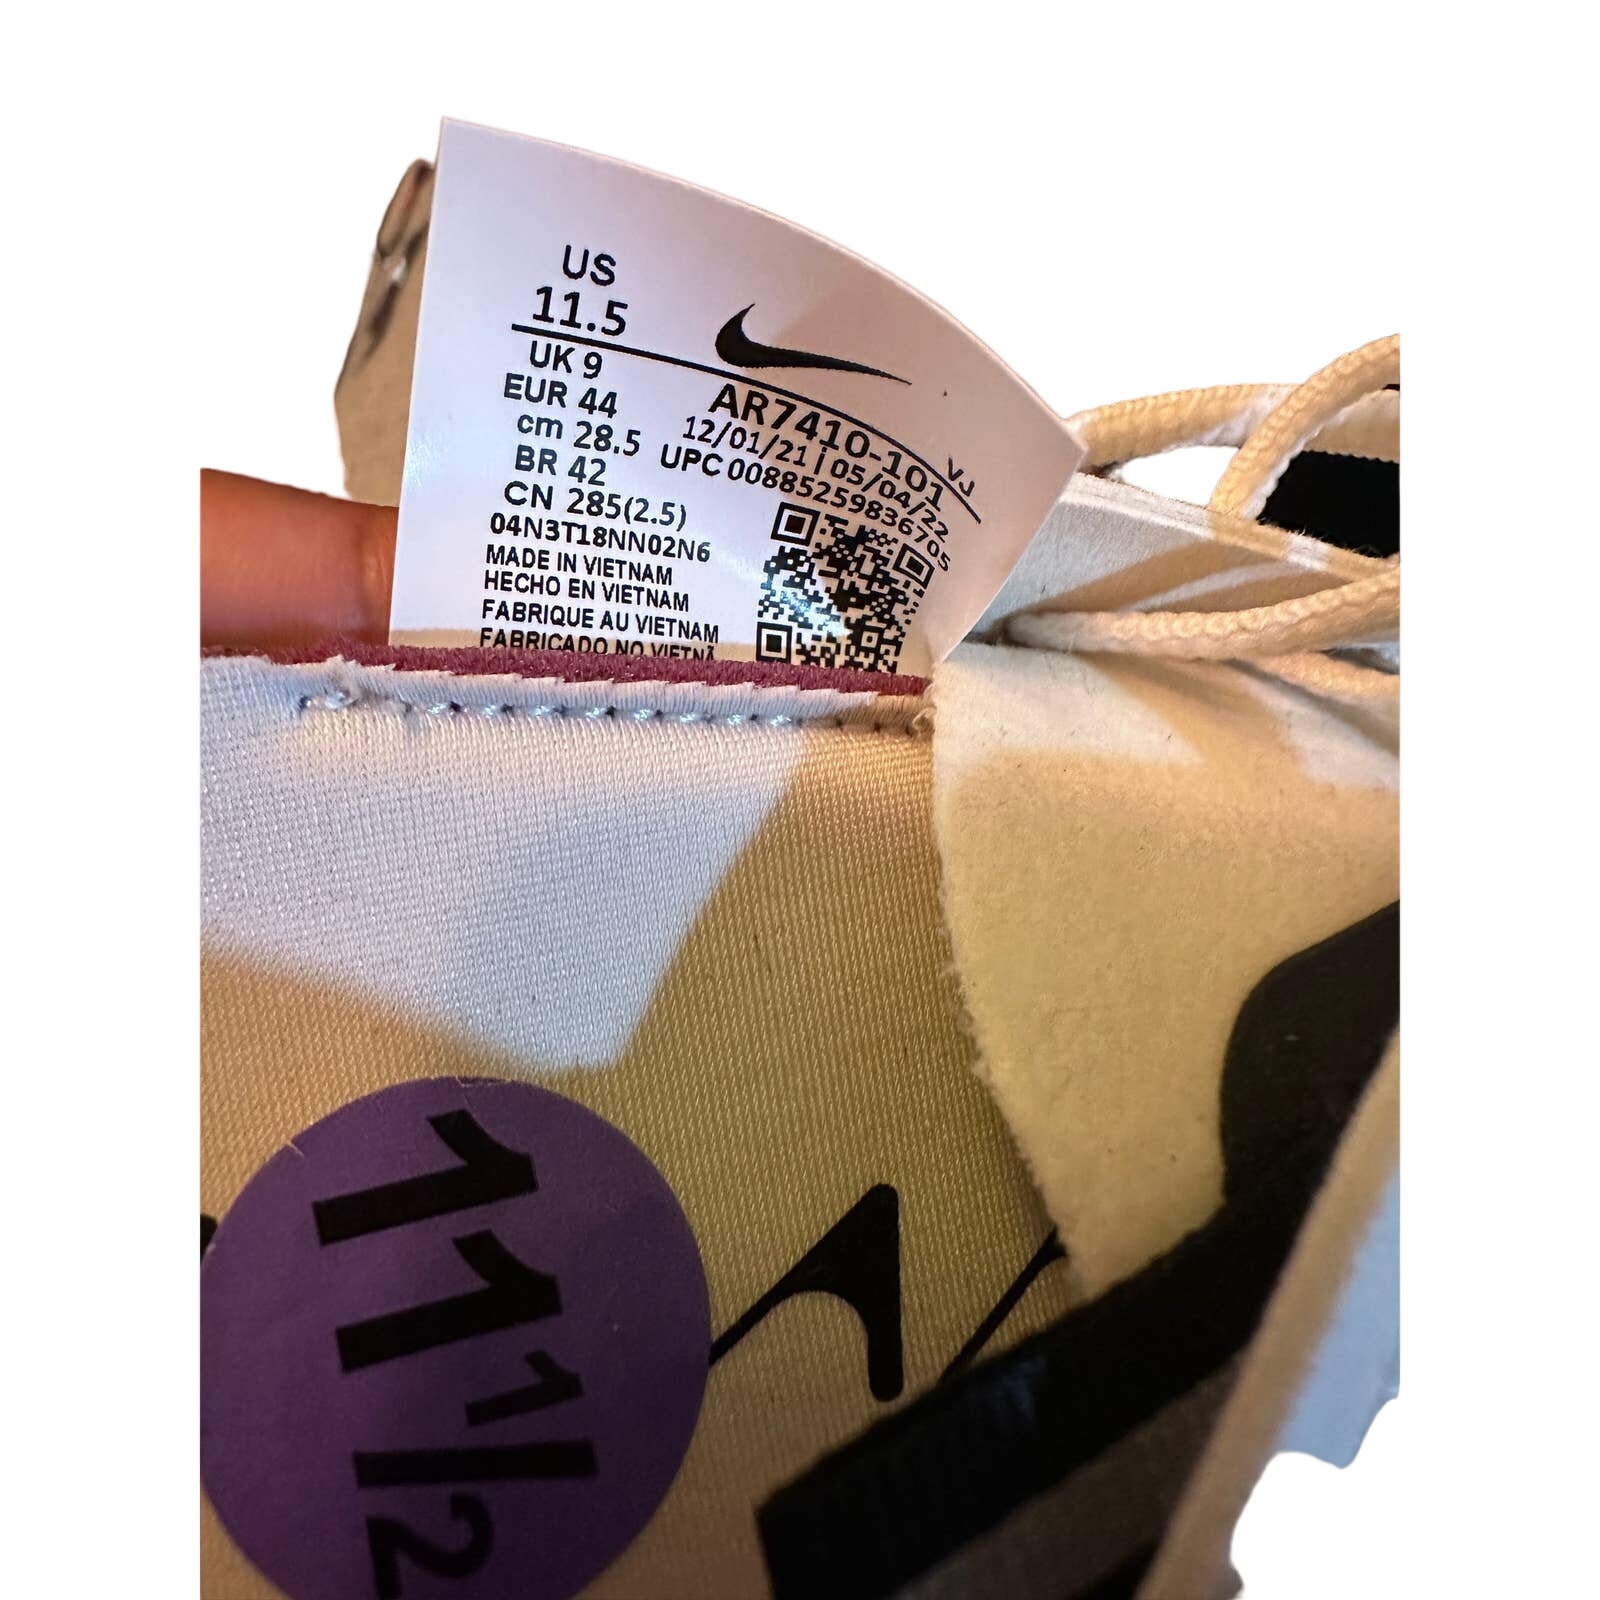 US
11.5
UK 9
EUR 44
cm 28.5
BR 42
CN 285(2.5)
04N3T18NN02N6
MADE IN VIETNAM
HECHO EN VIETNAM
FABRIQUE AU VIETNAM
FABRICADO NO VIETNÃ
AR7410-101
VJ
12/01/21 | 05/04/22
UPC 00885259836705
11 1/2